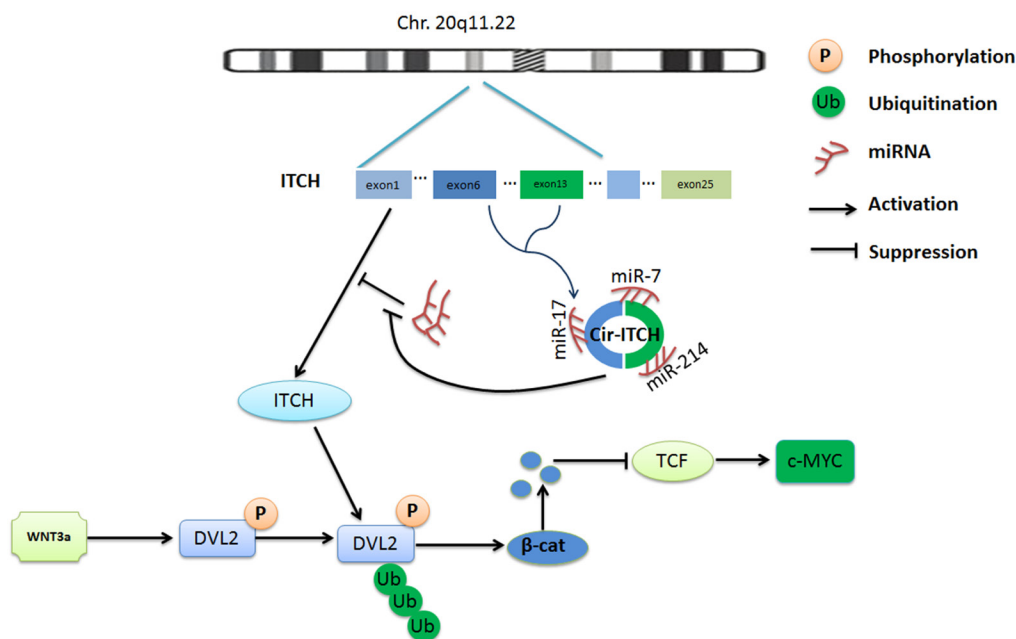 Chr. 20q11.22
P Phosphorylation
Ub Ubiquitination
miRNA
Activation
Suppression
ITCH exon1 ... exon6 ... exon13 ... ... exon25
miR-7
miR-17
Cir-ITCH
miR-214
ITCH
TCF
c-MYC
P
P
WNT3a
DVL2
DVL2
β-cat
Ub
Ub
Ub